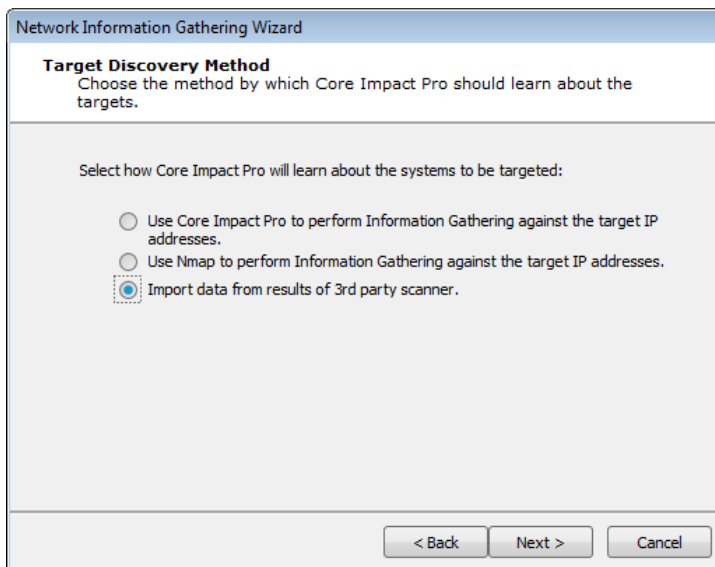 Network Information Gathering Wizard
Target Discovery Method
Choose the method by which Core Impact Pro should learn about the
targets.
Select how Core Impact Pro will learn about the systems to be targeted:
Use Core Impact Pro to perform Information Gathering against the target IP
addresses.
Use Nmap to perform Information Gathering against the target IP addresses.
Import data from results of 3rd party scanner.
< Back Next > Cancel